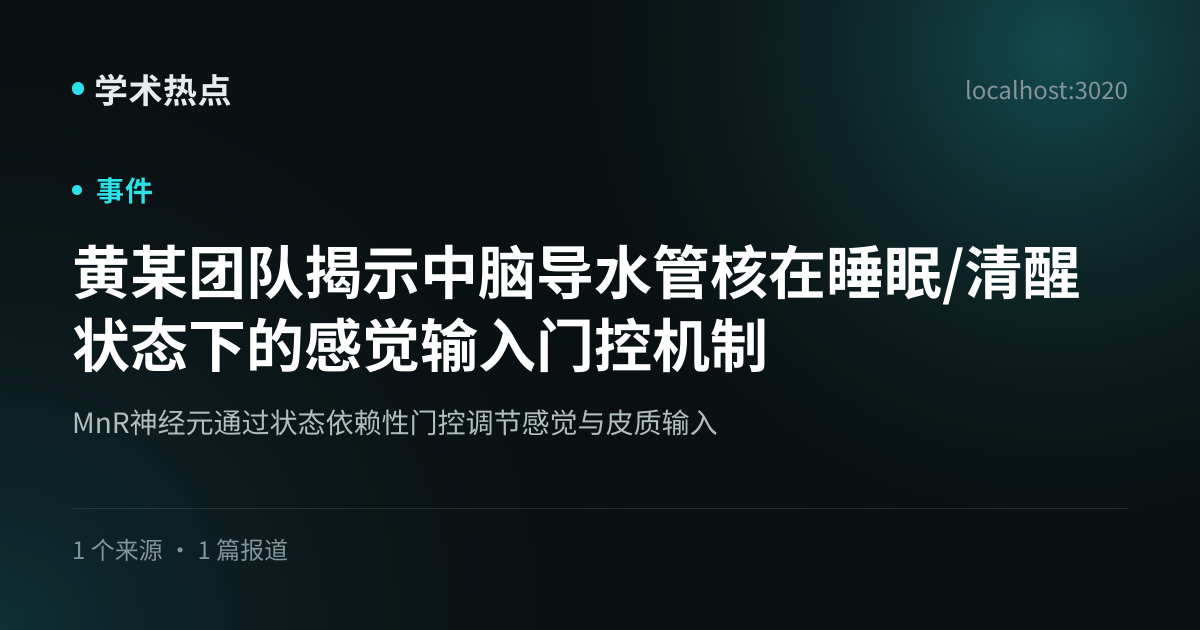 学术热点
localhost:3020
事件
黄某团队揭示中脑导水管核在睡眠/清醒
状态下的感觉输入门控机制
MnR神经元通过状态依赖性门控调节感觉与皮质输入
1 个来源 · 1 篇报道